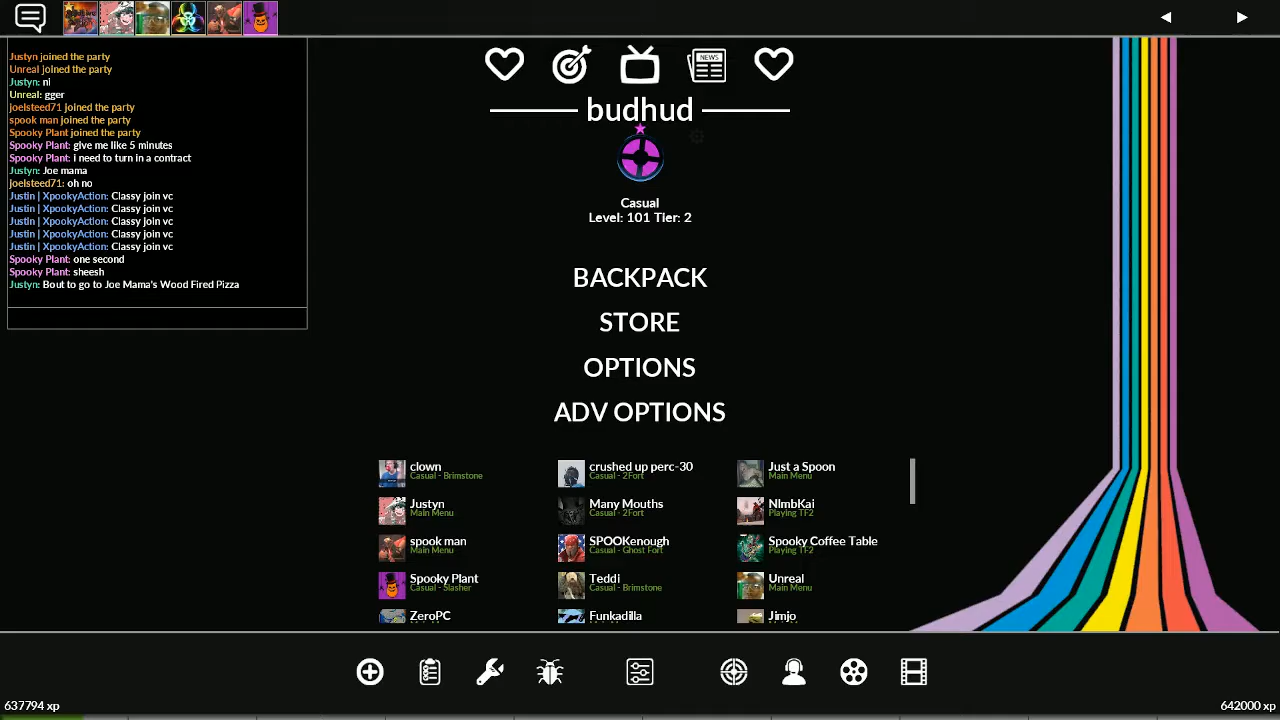 NEWS
Justyn joined the party
Unreal joined the party
Justyn: ni
Unreal: gger
joelsteed71 joined the party
spook man joined the party
Spooky Plant joined the party
Spooky Plant: give me like 5 minutes
Spooky Plant: i need to turn in a contract
Justyn: Joe mama
joelsteed71: oh no
Justin | XpookyAction: Classy join vc
Justin | XpookyAction: Classy join vc
Justin | XpookyAction: Classy join vc
Justin | XpookyAction: Classy join vc
Justin | XpookyAction: Classy join vc
Spooky Plant: one second
Spooky Plant: sheesh
Justyn: Bout to go to Joe Mama's Wood Fired Pizza
budhud
Casual
Level: 101 Tier: 2
BACKPACK
STORE
OPTIONS
ADV OPTIONS
clown
Casual - Brimstone
crushed up perc-30
Casual - 2Fort
Just a Spoon
Main Menu
Justyn
Main Menu
Many Mouths
Casual - 2Fort
NImbKai
Playing TF2
spook man
Main Menu
SPOOKenough
Casual - Ghost Fort
Spooky Coffee Table
Playing TF2
Spooky Plant
Casual - Slasher
Teddi
Casual - Brimstone
Unreal
Main Menu
ZeroPC
Funkadilla
Jimjo
637794 xp
642000 xp